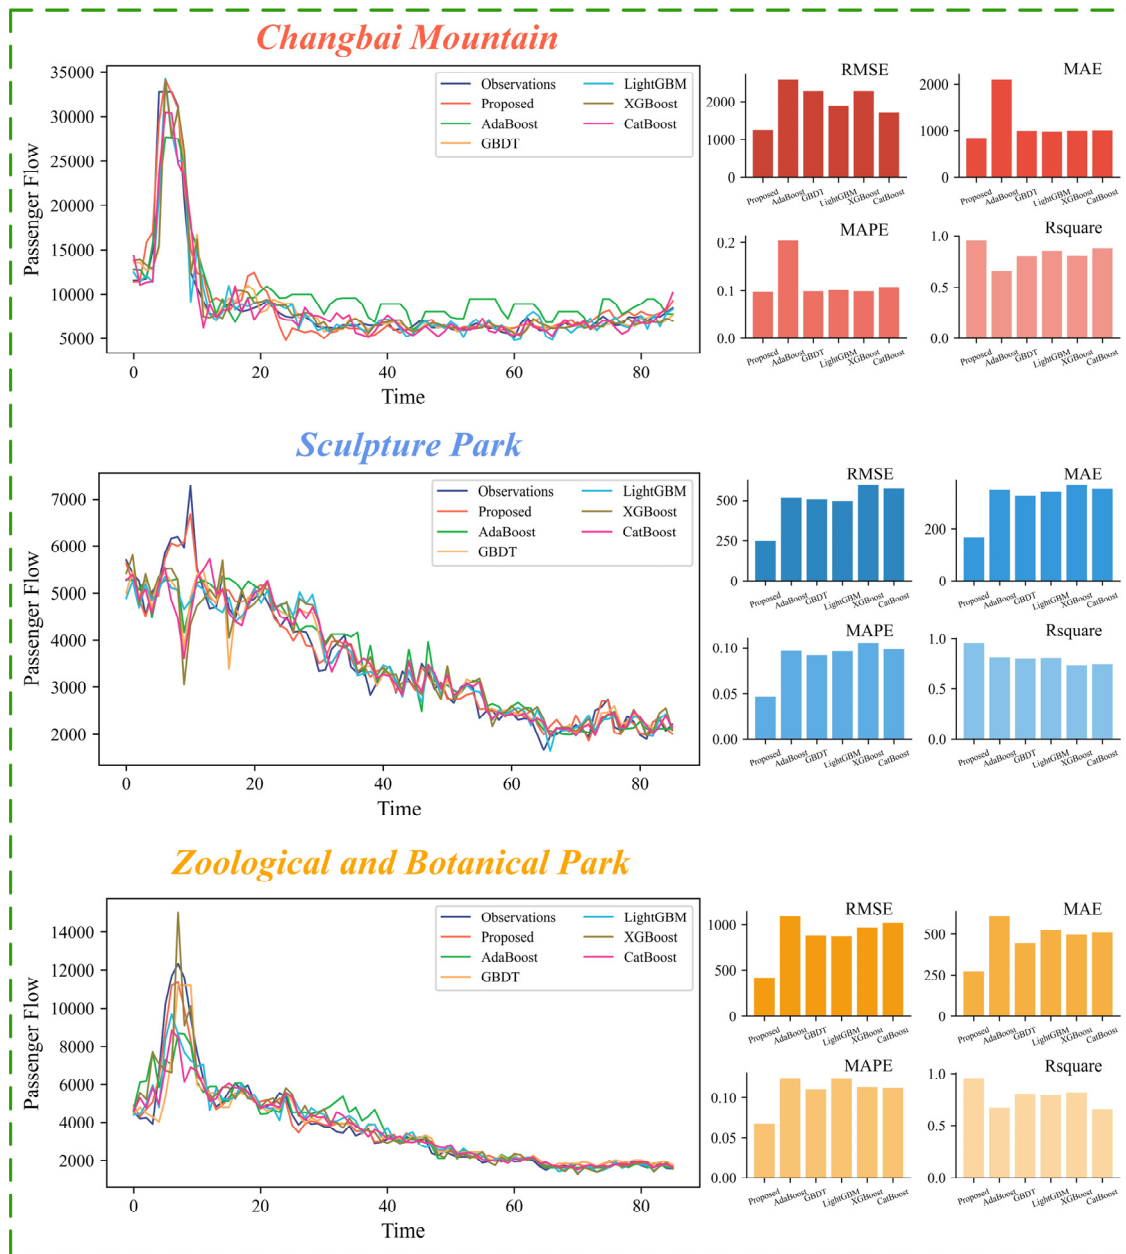 Changbai Mountain
35000
30000
25000
20000
15000
10000
5000
Passenger Flow
0
20
40
60
80
Time
Observations
Proposed
AdaBoost
GBDT
LightGBM
XGBoost
CatBoost
RMSE
2000
1000
0
Proposed
AdaBoost
GBDT
LightGBM
XGBoost
CatBoost
MAE
2000
1000
0
Proposed
AdaBoost
GBDT
LightGBM
XGBoost
CatBoost
MAPE
0.2
0.1
0.0
Proposed
AdaBoost
GBDT
LightGBM
XGBoost
CatBoost
Rsquare
1.0
0.5
0.0
Proposed
AdaBoost
GBDT
LightGBM
XGBoost
CatBoost
Sculpture Park
7000
6000
5000
4000
3000
2000
Passenger Flow
0
20
40
60
80
Time
Observations
Proposed
AdaBoost
GBDT
LightGBM
XGBoost
CatBoost
RMSE
500
250
0
Proposed
AdaBoost
GBDT
LightGBM
XGBoost
CatBoost
MAE
200
0
Proposed
AdaBoost
GBDT
LightGBM
XGBoost
CatBoost
MAPE
0.10
0.05
0.00
Proposed
AdaBoost
GBDT
LightGBM
XGBoost
CatBoost
Rsquare
1.0
0.5
0.0
Proposed
AdaBoost
GBDT
LightGBM
XGBoost
CatBoost
Zoological and Botanical Park
14000
12000
10000
8000
6000
4000
2000
Passenger Flow
0
20
40
60
80
Time
Observations
Proposed
AdaBoost
GBDT
LightGBM
XGBoost
CatBoost
RMSE
1000
500
0
Proposed
AdaBoost
GBDT
LightGBM
XGBoost
CatBoost
MAE
500
250
0
Proposed
AdaBoost
GBDT
LightGBM
XGBoost
CatBoost
MAPE
0.10
0.05
0.00
Proposed
AdaBoost
GBDT
LightGBM
XGBoost
CatBoost
Rsquare
1.0
0.5
0.0
Proposed
AdaBoost
GBDT
LightGBM
XGBoost
CatBoost